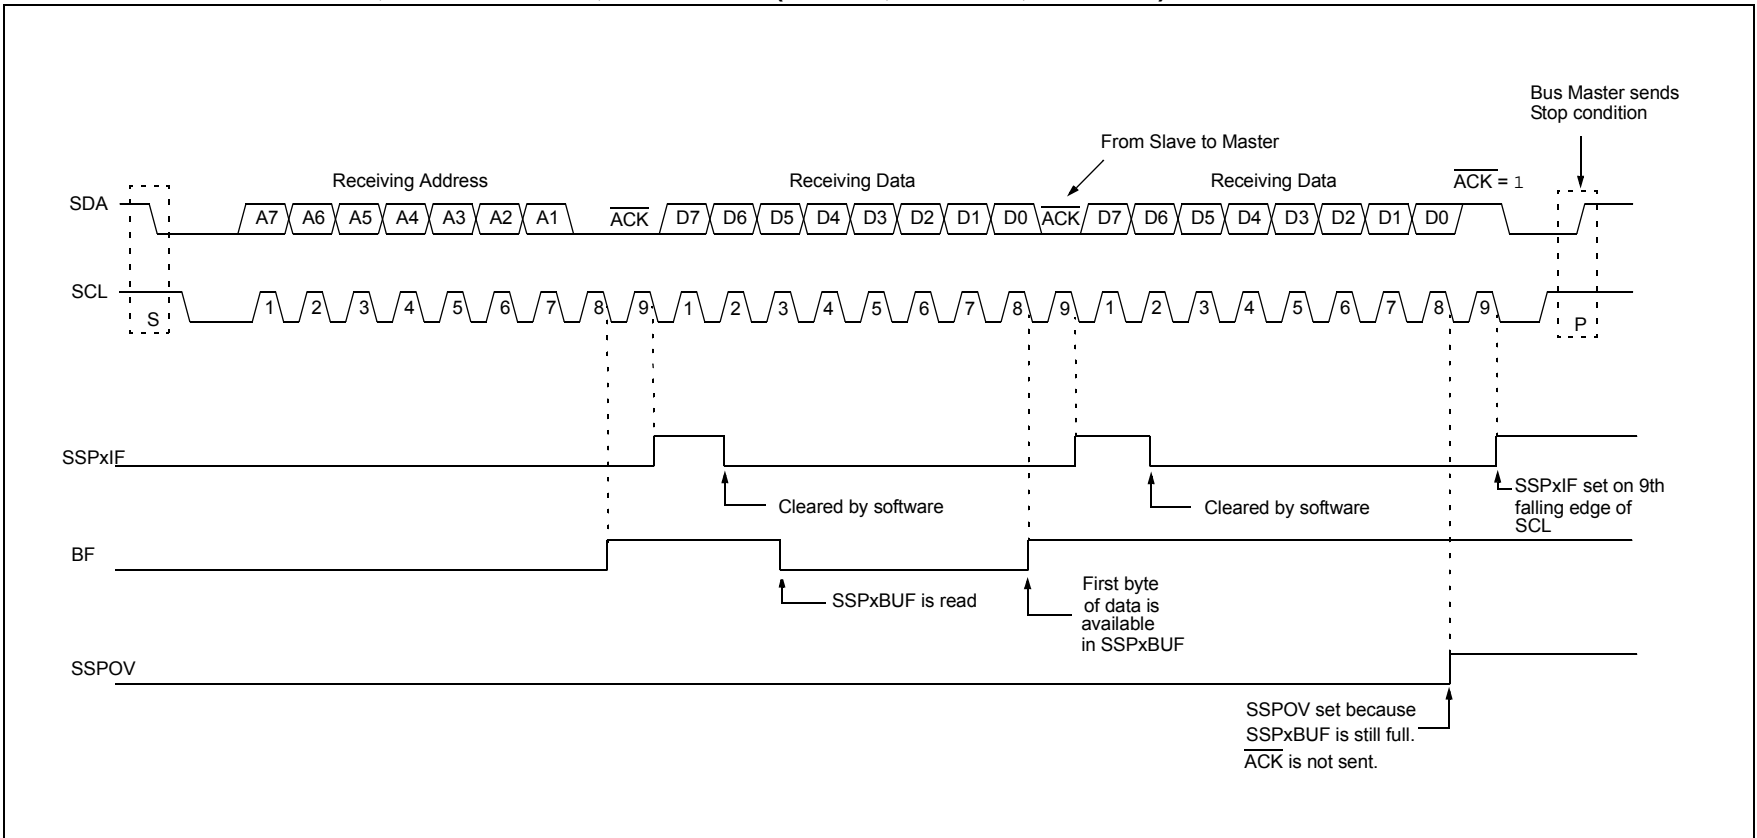 Bus Master sends
Stop condition
From Slave to Master
Receiving Address
Receiving Data
Receiving Data
ACK = 1
SDA
A7 A6 A5 A4 A3 A2 A1 ACK D7 D6 D5 D4 D3 D2 D1 D0 ACK D7 D6 D5 D4 D3 D2 D1 D0
SCL
S
1 2 3 4 5 6 7 8 9 1 2 3 4 5 6 7 8 9 1 2 3 4 5 6 7 8 9
P
SSPxIF
Cleared by software
Cleared by software
SSPxIF set on 9th
falling edge of
SCL
BF
SSPxBUF is read
First byte
of data is
available
in SSPxBUF
SSPOV
SSPOV set because
SSPxBUF is still full.
ACK is not sent.